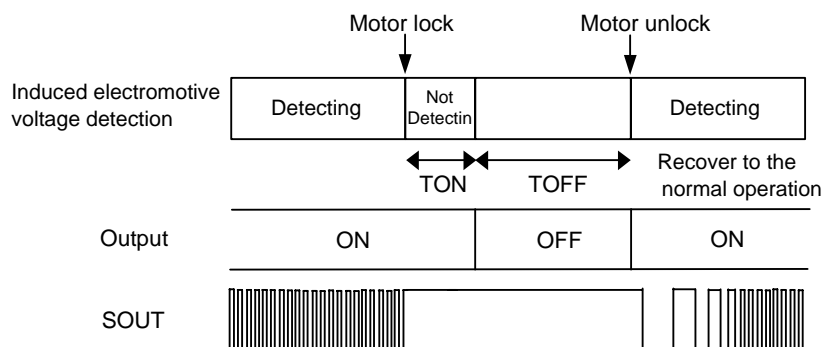 Motor lock
Motor unlock
Induced electromotive
voltage detection
Detecting
Not
Detectin
Detecting
TON
TOFF
Recover to the
normal operation
Output
ON
OFF
ON
SOUT